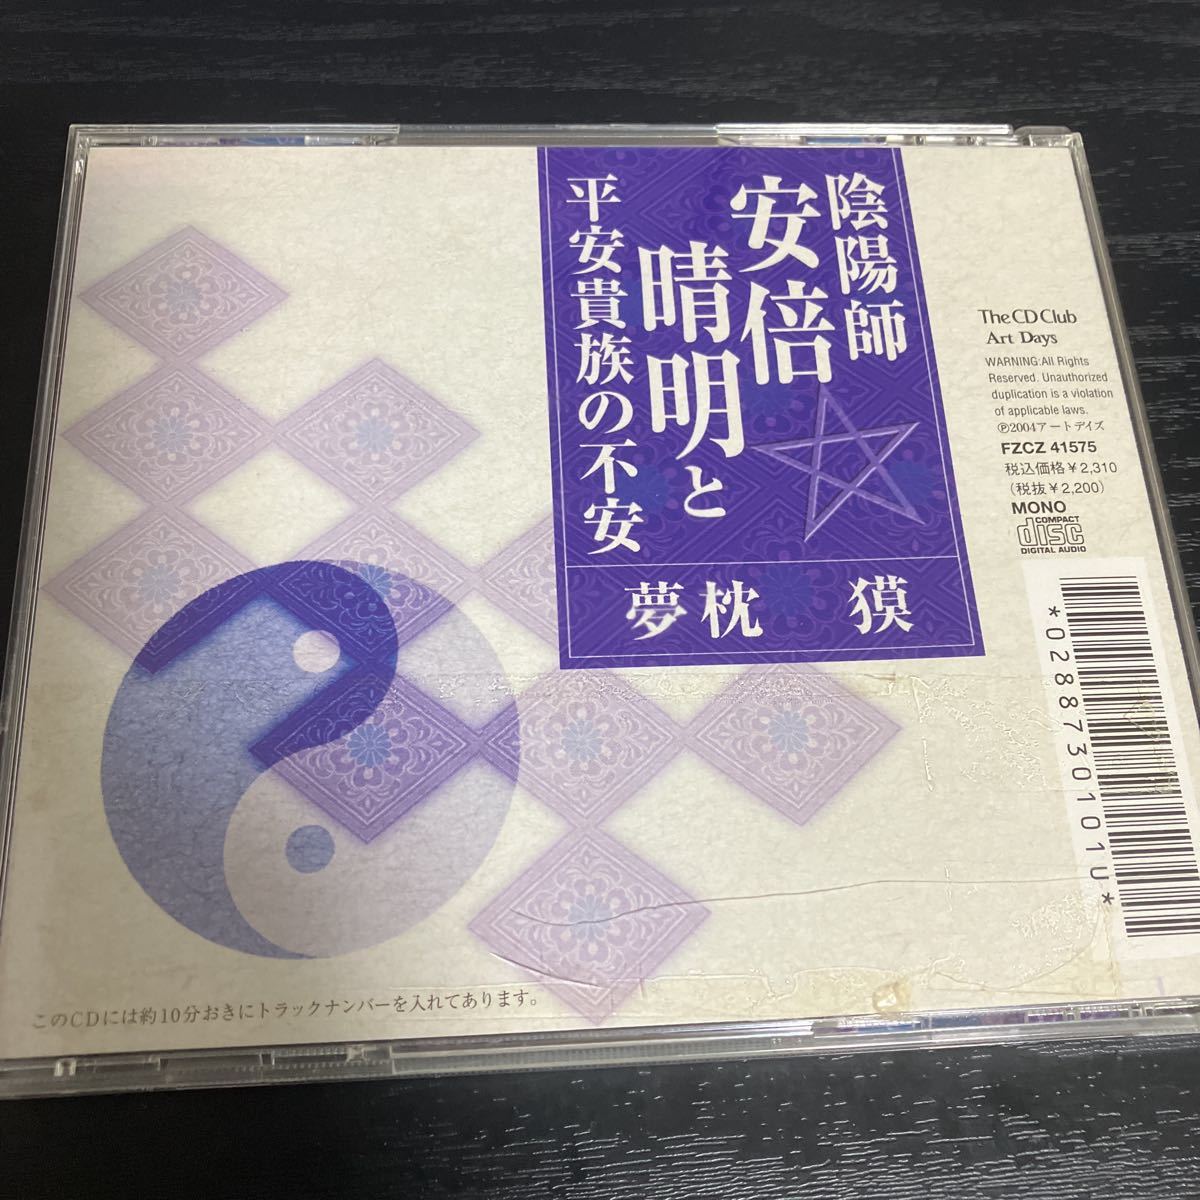 陰陽師
安倍
晴明と
平安貴族の不安
夢枕 獏
The CD Club
Art Days
WARNING:All Rights
Reserved. Unauthorized
duplication is a violation
of applicable laws.
Ⓟ2004アートデイズ
FZCZ 41575
税込価格¥2,310
(税抜¥2,200)
MONO
COMPACT
disc
DIGITAL AUDIO
*028873010​1U*
このCDには約10分おきにトラックナンバーを入れてあります。